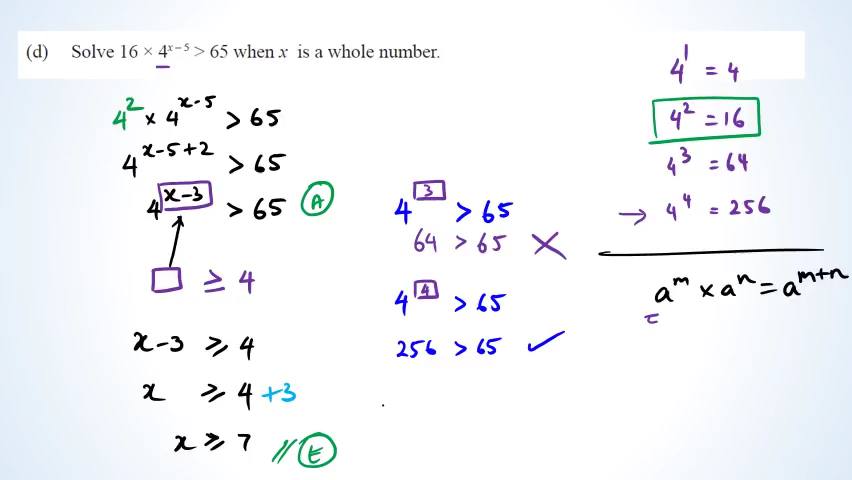 (d) Solve 16 × 4^(x−5) > 65 when x is a whole number.
4^2 × 4^(x-5) > 65
4^(x-5+2) > 65
4^(x-3) > 65 A
□ ≥ 4
x-3 ≥ 4
x ≥ 4 +3
x ≥ 7 // E
4^3 > 65
64 > 65 ✗
4^4 > 65
256 > 65 ✓
4^1 = 4
4^2 = 16
4^3 = 64
→ 4^4 = 256
a^m × a^n = a^(m+n)